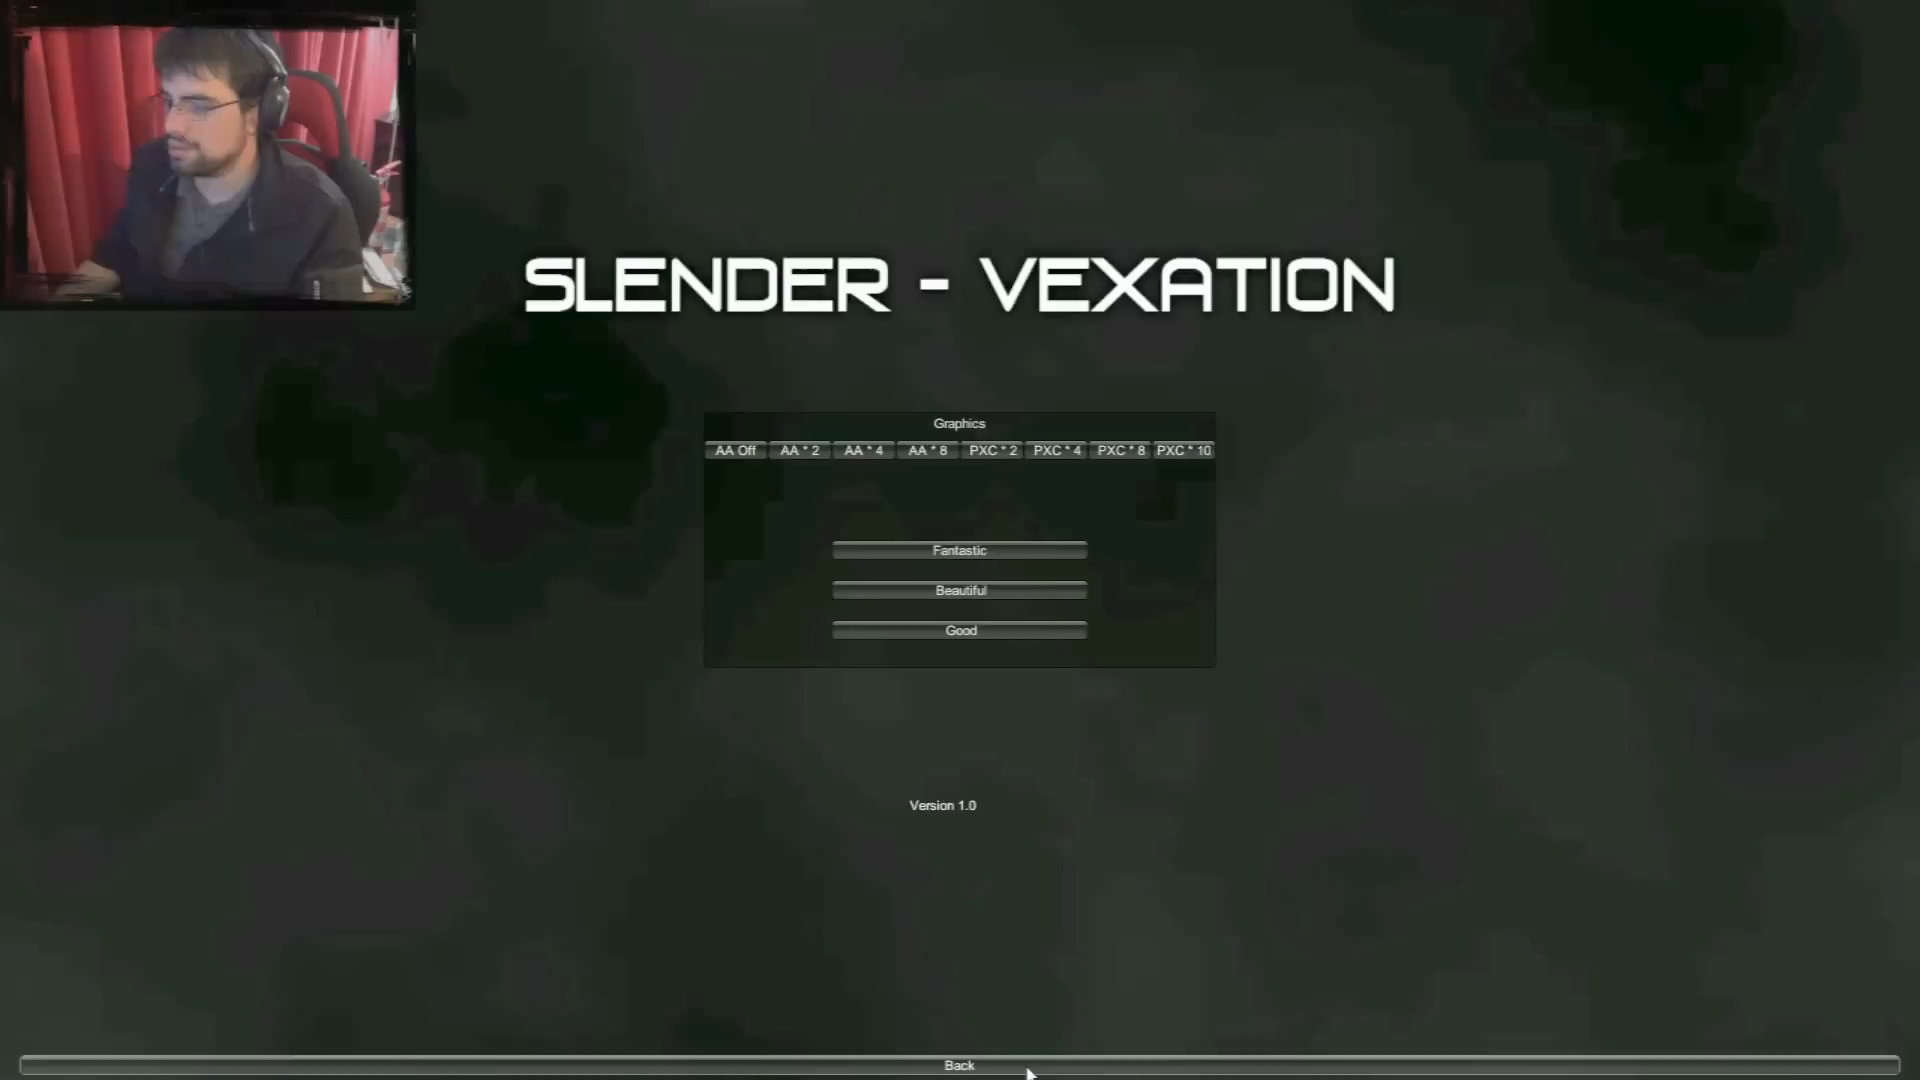 SLENDER - VEXATION
Graphics
AA Off AA * 2 AA * 4 AA * 8 PXC * 2 PXC * 4 PXC * 8 PXC * 10
Fantastic
Beautiful
Good
Version 1.0
Back